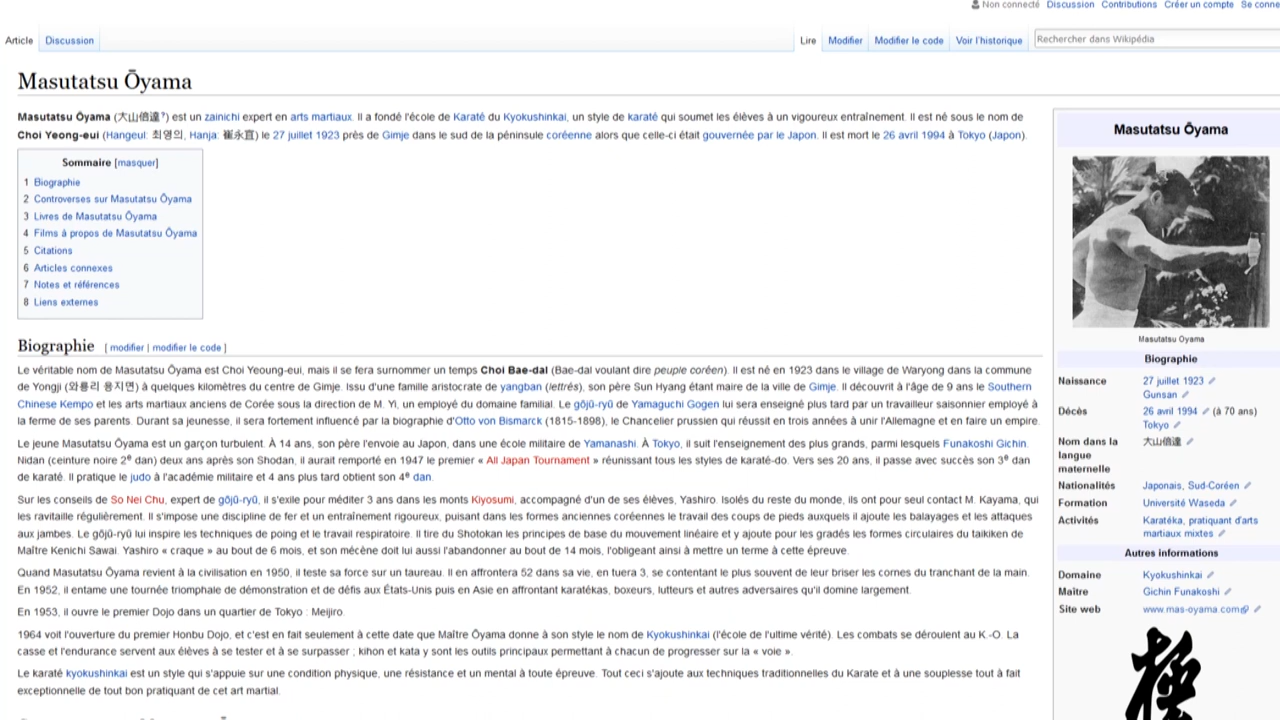 Non connecté Discussion Contributions Créer un compte Se conne
Article Discussion Lire Modifier Modifier le code Voir l'historique Rechercher dans Wikipédia
Masutatsu Ōyama
Masutatsu Ōyama (大山倍達?) est un zainichi expert en arts martiaux. Il a fondé l'école de Karaté du Kyokushinkai, un style de karaté qui soumet les élèves à un vigoureux entraînement. Il est né sous le nom de
Choi Yeong-eui (Hangeul: 최영의, Hanja: 崔永宜) le 27 juillet 1923 près de Gimje dans le sud de la péninsule coréenne alors que celle-ci était gouvernée par le Japon. Il est mort le 26 avril 1994 à Tokyo (Japon).
Sommaire [masquer]
1 Biographie
2 Controverses sur Masutatsu Ōyama
3 Livres de Masutatsu Ōyama
4 Films à propos de Masutatsu Ōyama
5 Citations
6 Articles connexes
7 Notes et références
8 Liens externes
Biographie [ modifier | modifier le code ]
Le véritable nom de Masutatsu Ōyama est Choi Yeoung-eui, mais il se fera surnommer un temps Choi Bae-dal (Bae-dal voulant dire peuple coréen). Il est né en 1923 dans le village de Waryong dans la commune
de Yongji (와룡리 용지면) à quelques kilomètres du centre de Gimje. Issu d'une famille aristocrate de yangban (lettrés), son père Sun Hyang étant maire de la ville de Gimje. Il découvrit à l'âge de 9 ans le Southern
Chinese Kempo et les arts martiaux anciens de Corée sous la direction de M. Yi, un employé du domaine familial. Le gōjū-ryū de Yamaguchi Gogen lui sera enseigné plus tard par un travailleur saisonnier employé à
la ferme de ses parents. Durant sa jeunesse, il sera fortement influencé par la biographie d'Otto von Bismarck (1815-1898), le Chancelier prussien qui réussit en trois années à unir l'Allemagne et en faire un empire.
Le jeune Masutatsu Ōyama est un garçon turbulent. À 14 ans, son père l'envoie au Japon, dans une école militaire de Yamanashi. À Tokyo, il suit l'enseignement des plus grands, parmi lesquels Funakoshi Gichin.
Nidan (ceinture noire 2e dan) deux ans après son Shodan, il aurait remporté en 1947 le premier « All Japan Tournament » réunissant tous les styles de karaté-do. Vers ses 20 ans, il passe avec succès son 3e dan
de karaté. Il pratique le judo à l'académie militaire et 4 ans plus tard obtient son 4e dan.
Sur les conseils de So Nei Chu, expert de gōjū-ryū, il s'exile pour méditer 3 ans dans les monts Kiyosumi, accompagné d'un de ses élèves, Yashiro. Isolés du reste du monde, ils ont pour seul contact M. Kayama, qui
les ravitaille régulièrement. Il s'impose une discipline de fer et un entraînement rigoureux, puisant dans les formes anciennes coréennes le travail des coups de pieds auxquels il ajoute les balayages et les attaques
aux jambes. Le gōjū-ryū lui inspire les techniques de poing et le travail respiratoire. Il tire du Shotokan les principes de base du mouvement linéaire et y ajoute pour les gradés les formes circulaires du taikiken de
Maître Kenichi Sawai. Yashiro « craque » au bout de 6 mois, et son mécène doit lui aussi l'abandonner au bout de 14 mois, l'obligeant ainsi à mettre un terme à cette épreuve.
Quand Masutatsu Ōyama revient à la civilisation en 1950, il teste sa force sur un taureau. Il en affrontera 52 dans sa vie, en tuera 3, se contentant le plus souvent de leur briser les cornes du tranchant de la main.
En 1952, il entame une tournée triomphale de démonstration et de défis aux États-Unis puis en Asie en affrontant karatékas, boxeurs, lutteurs et autres adversaires qu'il domine largement.
En 1953, il ouvre le premier Dojo dans un quartier de Tokyo : Meijiro.
1964 voit l'ouverture du premier Honbu Dojo, et c'est en fait seulement à cette date que Maître Ōyama donne à son style le nom de Kyokushinkai (l'école de l'ultime vérité). Les combats se déroulent au K.-O. La
casse et l'endurance servent aux élèves à se tester et à se surpasser ; kihon et kata y sont les outils principaux permettant à chacun de progresser sur la « voie ».
Le karaté kyokushinkai est un style qui s'appuie sur une condition physique, une résistance et un mental à toute épreuve. Tout ceci s'ajoute aux techniques traditionnelles du Karate et à une souplesse tout à fait
exceptionnelle de tout bon pratiquant de cet art martial.
Masutatsu Ōyama
Masutatsu Oyama
Biographie
Naissance 27 juillet 1923
Gunsan
Décès 26 avril 1994 (à 70 ans)
Tokyo
Nom dans la langue maternelle 大山倍達
Nationalités Japonais, Sud-Coréen
Formation Université Waseda
Activités Karatéka, pratiquant d'arts
martiaux mixtes
Autres informations
Domaine Kyokushinkai
Maître Gichin Funakoshi
Site web www.mas-oyama.com
極